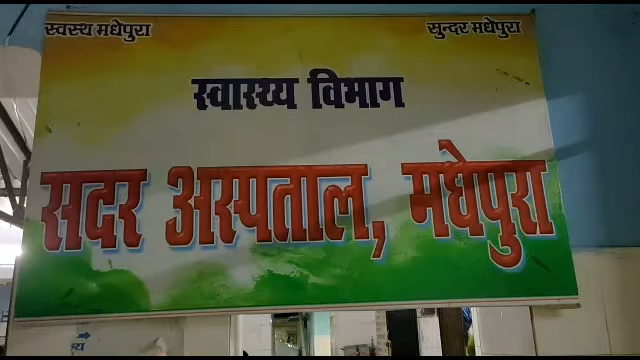 स्वस्थ मधेपुरा सुन्दर मधेपुरा
स्वास्थ्य विभाग
सदर अस्पताल, मधेपुरा